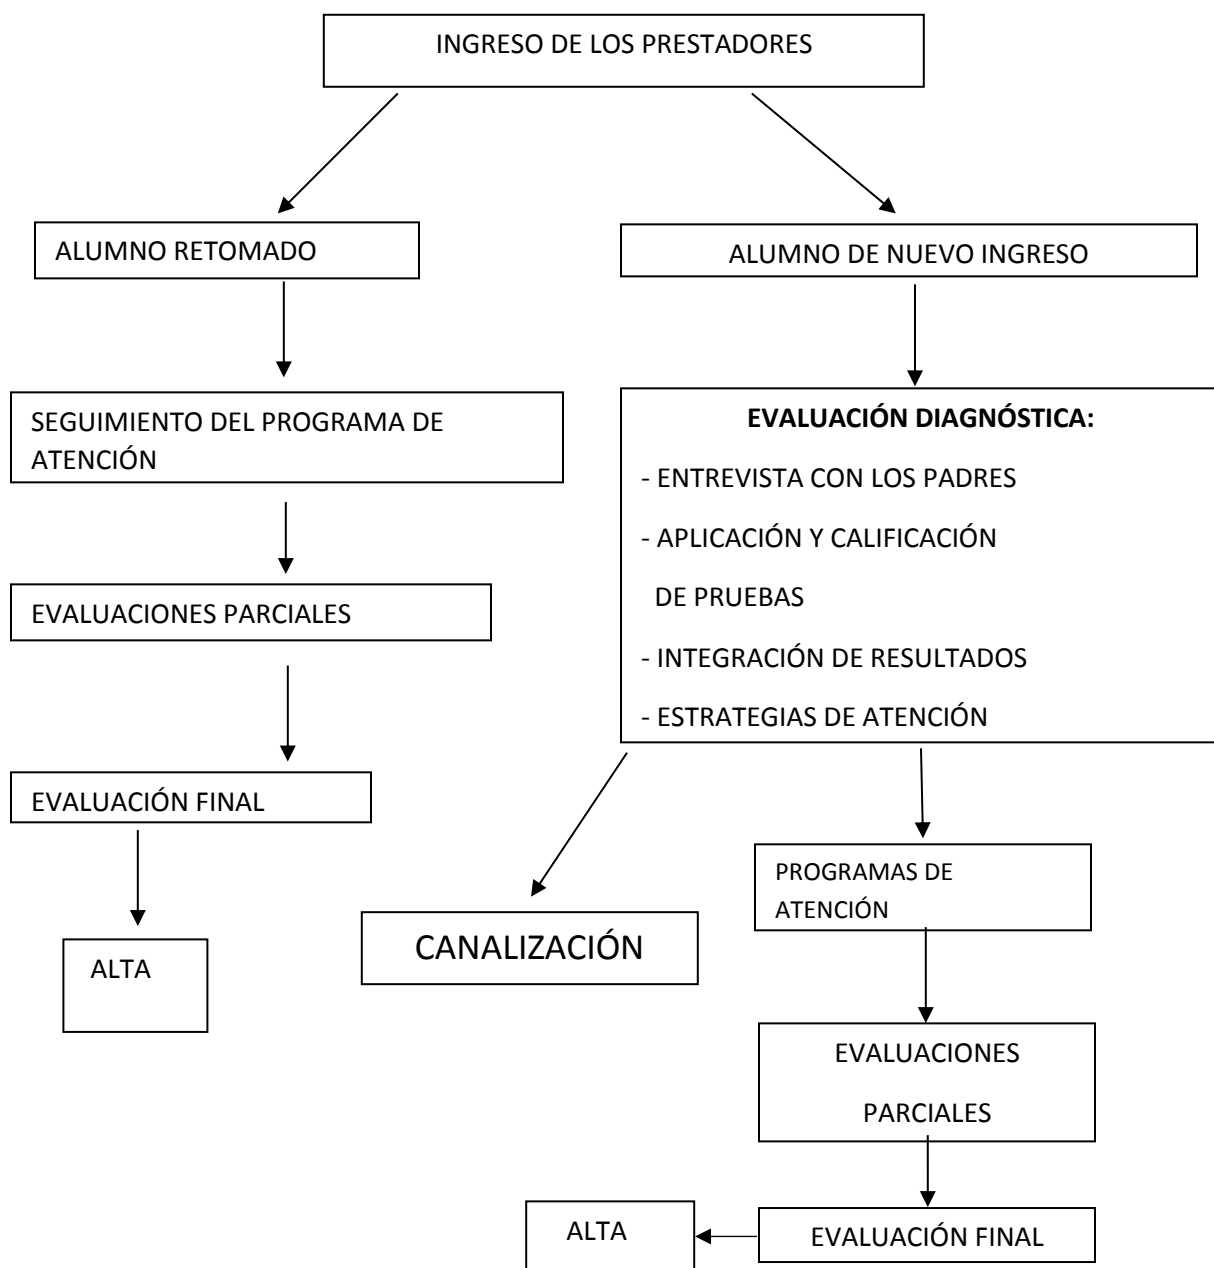 INGRESO DE LOS PRESTADORES
ALUMNO RETOMADO
ALUMNO DE NUEVO INGRESO
SEGUIMIENTO DEL PROGRAMA DE
ATENCIÓN
EVALUACIONES PARCIALES
EVALUACIÓN FINAL
ALTA
EVALUACIÓN DIAGNÓSTICA:
- ENTREVISTA CON LOS PADRES
- APLICACIÓN Y CALIFICACIÓN
DE PRUEBAS
- INTEGRACIÓN DE RESULTADOS
- ESTRATEGIAS DE ATENCIÓN
CANALIZACIÓN
PROGRAMAS DE
ATENCIÓN
EVALUACIONES
PARCIALES
EVALUACIÓN FINAL
ALTA